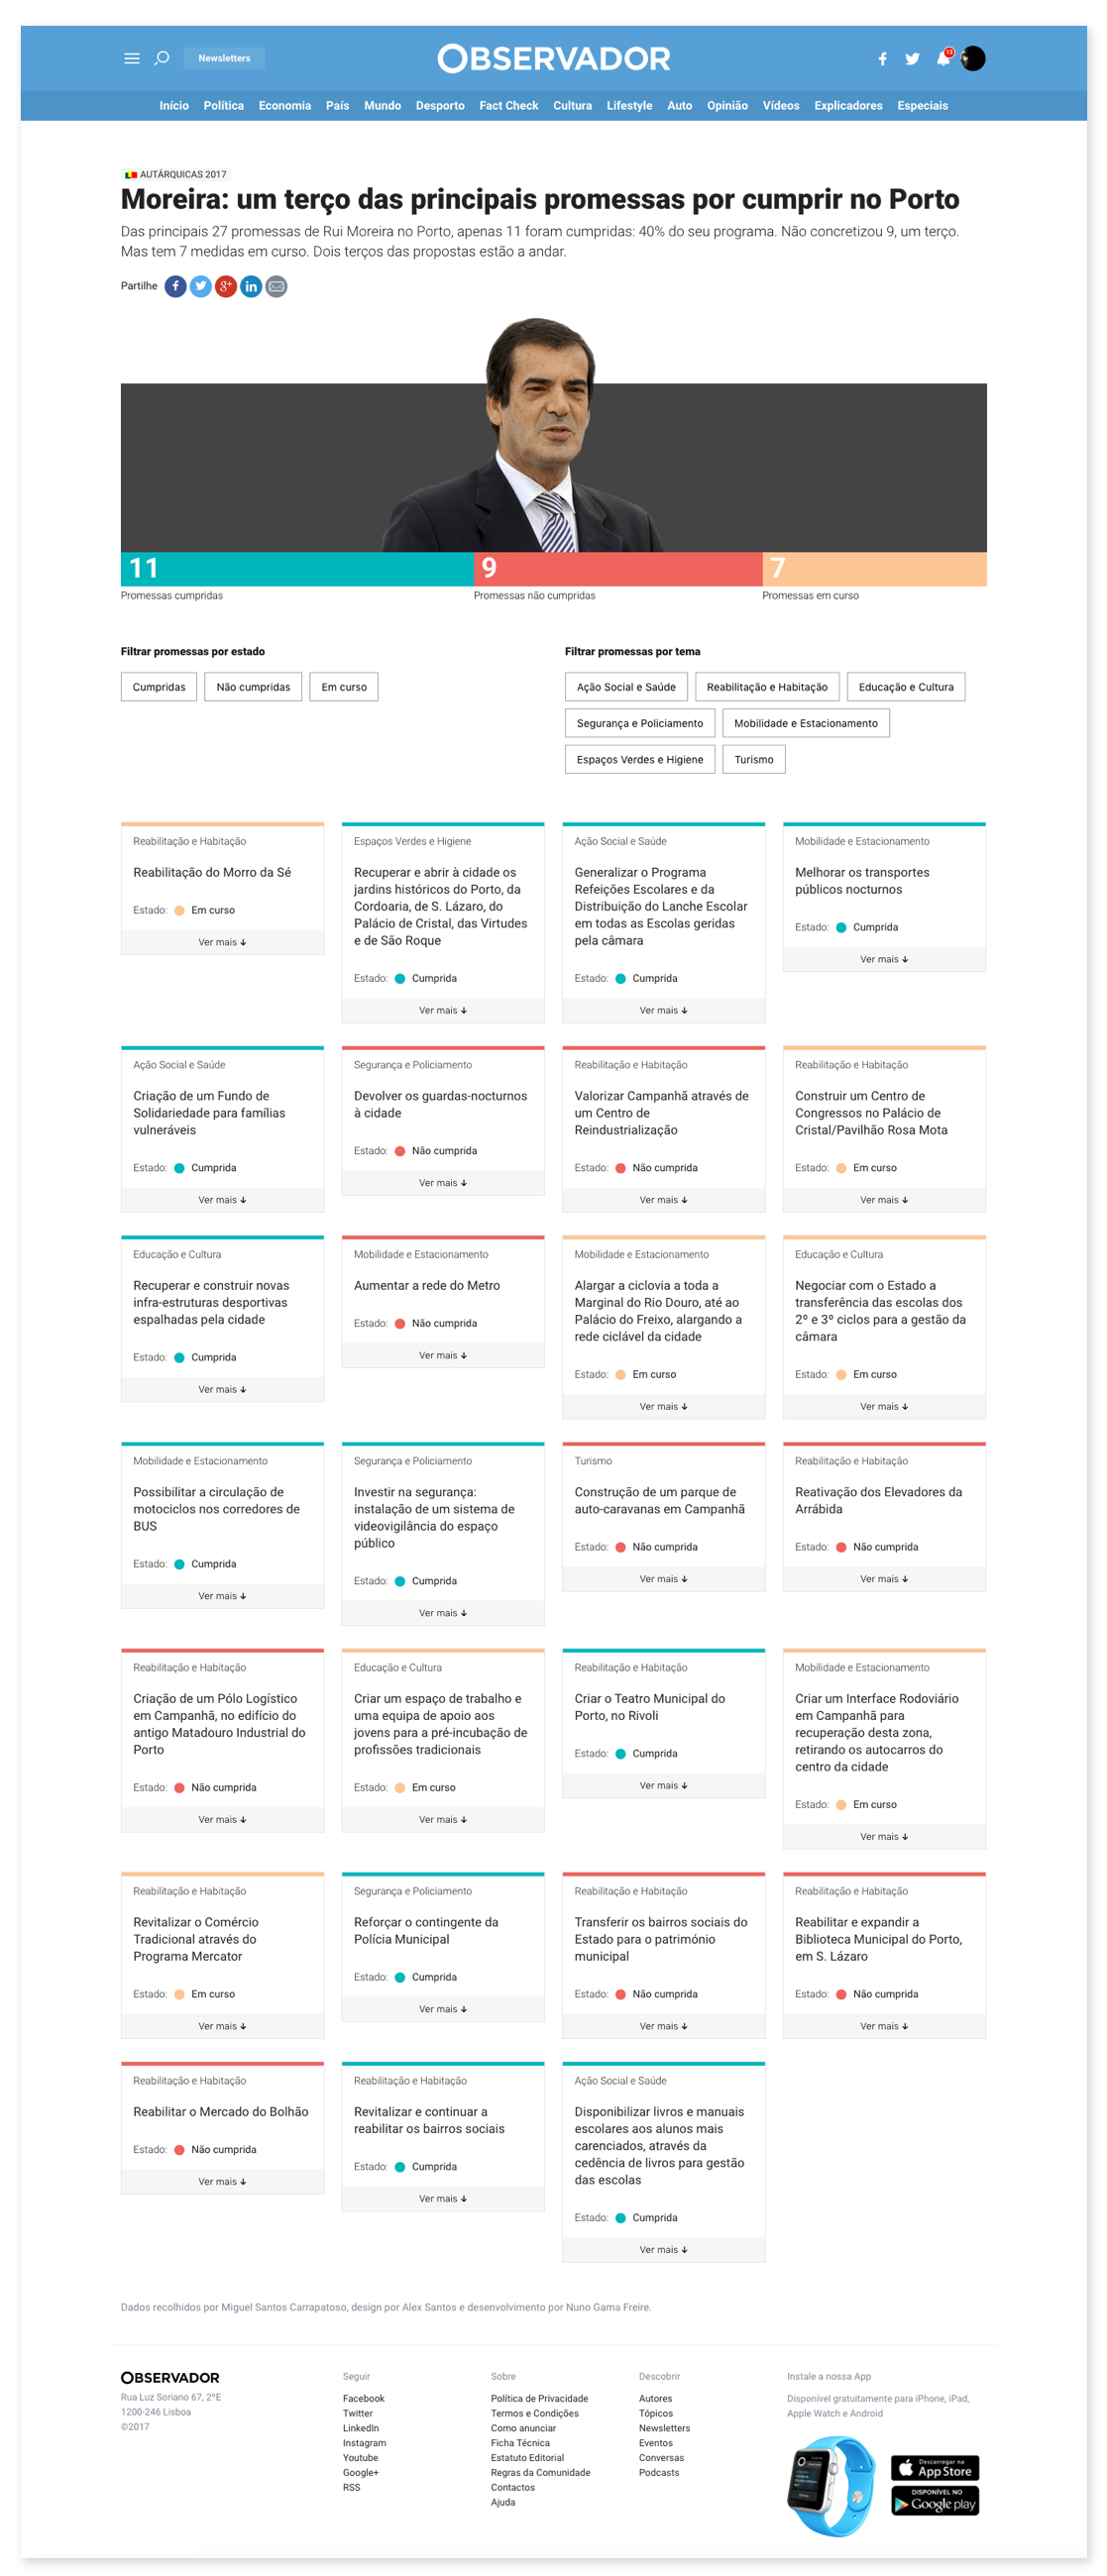 Newsletters
OBSERVADOR
13
Início Política Economia País Mundo Desporto Fact Check Cultura Lifestyle Auto Opinião Vídeos Explicadores Especiais
AUTÁRQUICAS 2017
Moreira: um terço das principais promessas por cumprir no Porto
Das principais 27 promessas de Rui Moreira no Porto, apenas 11 foram cumpridas: 40% do seu programa. Não concretizou 9, um terço.
Mas tem 7 medidas em curso. Dois terços das propostas estão a andar.
Partilhe
11 9 7
Promessas cumpridas Promessas não cumpridas Promessas em curso
Filtrar promessas por estado
Cumpridas Não cumpridas Em curso
Filtrar promessas por tema
Ação Social e Saúde Reabilitação e Habitação Educação e Cultura
Segurança e Policiamento Mobilidade e Estacionamento
Espaços Verdes e Higiene Turismo
Reabilitação e Habitação
Reabilitação do Morro da Sé
Estado: Em curso
Ver mais ↓
Espaços Verdes e Higiene
Recuperar e abrir à cidade os
jardins históricos do Porto, da
Cordoaria, de S. Lázaro, do
Palácio de Cristal, das Virtudes
e de São Roque
Estado: Cumprida
Ver mais ↓
Ação Social e Saúde
Generalizar o Programa
Refeições Escolares e da
Distribuição do Lanche Escolar
em todas as Escolas geridas
pela câmara
Estado: Cumprida
Ver mais ↓
Mobilidade e Estacionamento
Melhorar os transportes
públicos nocturnos
Estado: Cumprida
Ver mais ↓
Ação Social e Saúde
Criação de um Fundo de
Solidariedade para famílias
vulneráveis
Estado: Cumprida
Ver mais ↓
Segurança e Policiamento
Devolver os guardas-nocturnos
à cidade
Estado: Não cumprida
Ver mais ↓
Reabilitação e Habitação
Valorizar Campanhã através de
um Centro de
Reindustrialização
Estado: Não cumprida
Ver mais ↓
Reabilitação e Habitação
Construir um Centro de
Congressos no Palácio de
Cristal/Pavilhão Rosa Mota
Estado: Em curso
Ver mais ↓
Educação e Cultura
Recuperar e construir novas
infra-estruturas desportivas
espalhadas pela cidade
Estado: Cumprida
Ver mais ↓
Mobilidade e Estacionamento
Aumentar a rede do Metro
Estado: Não cumprida
Ver mais ↓
Mobilidade e Estacionamento
Alargar a ciclovia a toda a
Marginal do Rio Douro, até ao
Palácio do Freixo, alargando a
rede ciclável da cidade
Estado: Em curso
Ver mais ↓
Educação e Cultura
Negociar com o Estado a
transferência das escolas dos
2º e 3º ciclos para a gestão da
câmara
Estado: Em curso
Ver mais ↓
Mobilidade e Estacionamento
Possibilitar a circulação de
motociclos nos corredores de
BUS
Estado: Cumprida
Ver mais ↓
Segurança e Policiamento
Investir na segurança:
instalação de um sistema de
videovigilância do espaço
público
Estado: Cumprida
Ver mais ↓
Turismo
Construção de um parque de
auto-caravanas em Campanhã
Estado: Não cumprida
Ver mais ↓
Reabilitação e Habitação
Reativação dos Elevadores da
Arrábida
Estado: Não cumprida
Ver mais ↓
Reabilitação e Habitação
Criação de um Pólo Logístico
em Campanhã, no edifício do
antigo Matadouro Industrial do
Porto
Estado: Não cumprida
Ver mais ↓
Educação e Cultura
Criar um espaço de trabalho e
uma equipa de apoio aos
jovens para a pré-incubação de
profissões tradicionais
Estado: Em curso
Ver mais ↓
Reabilitação e Habitação
Criar o Teatro Municipal do
Porto, no Rivoli
Estado: Cumprida
Ver mais ↓
Mobilidade e Estacionamento
Criar um Interface Rodoviário
em Campanhã para
recuperação desta zona,
retirando os autocarros do
centro da cidade
Estado: Em curso
Ver mais ↓
Reabilitação e Habitação
Revitalizar o Comércio
Tradicional através do
Programa Mercator
Estado: Em curso
Ver mais ↓
Segurança e Policiamento
Reforçar o contingente da
Polícia Municipal
Estado: Cumprida
Ver mais ↓
Reabilitação e Habitação
Transferir os bairros sociais do
Estado para o património
municipal
Estado: Não cumprida
Ver mais ↓
Reabilitação e Habitação
Reabilitar e expandir a
Biblioteca Municipal do Porto,
em S. Lázaro
Estado: Não cumprida
Ver mais ↓
Reabilitação e Habitação
Reabilitar o Mercado do Bolhão
Estado: Não cumprida
Ver mais ↓
Reabilitação e Habitação
Revitalizar e continuar a
reabilitar os bairros sociais
Estado: Cumprida
Ver mais ↓
Ação Social e Saúde
Disponibilizar livros e manuais
escolares aos alunos mais
carenciados, através da
cedência de livros para gestão
das escolas
Estado: Cumprida
Ver mais ↓
Dados recolhidos por Miguel Santos Carrapatoso, design por Alex Santos e desenvolvimento por Nuno Gama Freire.
OBSERVADOR
Rua Luz Soriano 67, 2ºE
1200-246 Lisboa
©2017
Seguir
Facebook
Twitter
LinkedIn
Instagram
Youtube
Google+
RSS
Sobre
Política de Privacidade
Termos e Condições
Como anunciar
Ficha Técnica
Estatuto Editorial
Regras da Comunidade
Contactos
Ajuda
Descobrir
Autores
Tópicos
Newsletters
Eventos
Conversas
Podcasts
Instale a nossa App
Disponível gratuitamente para iPhone, iPad,
Apple Watch e Android
Descarregar na
App Store
DISPONÍVEL NO
Google play